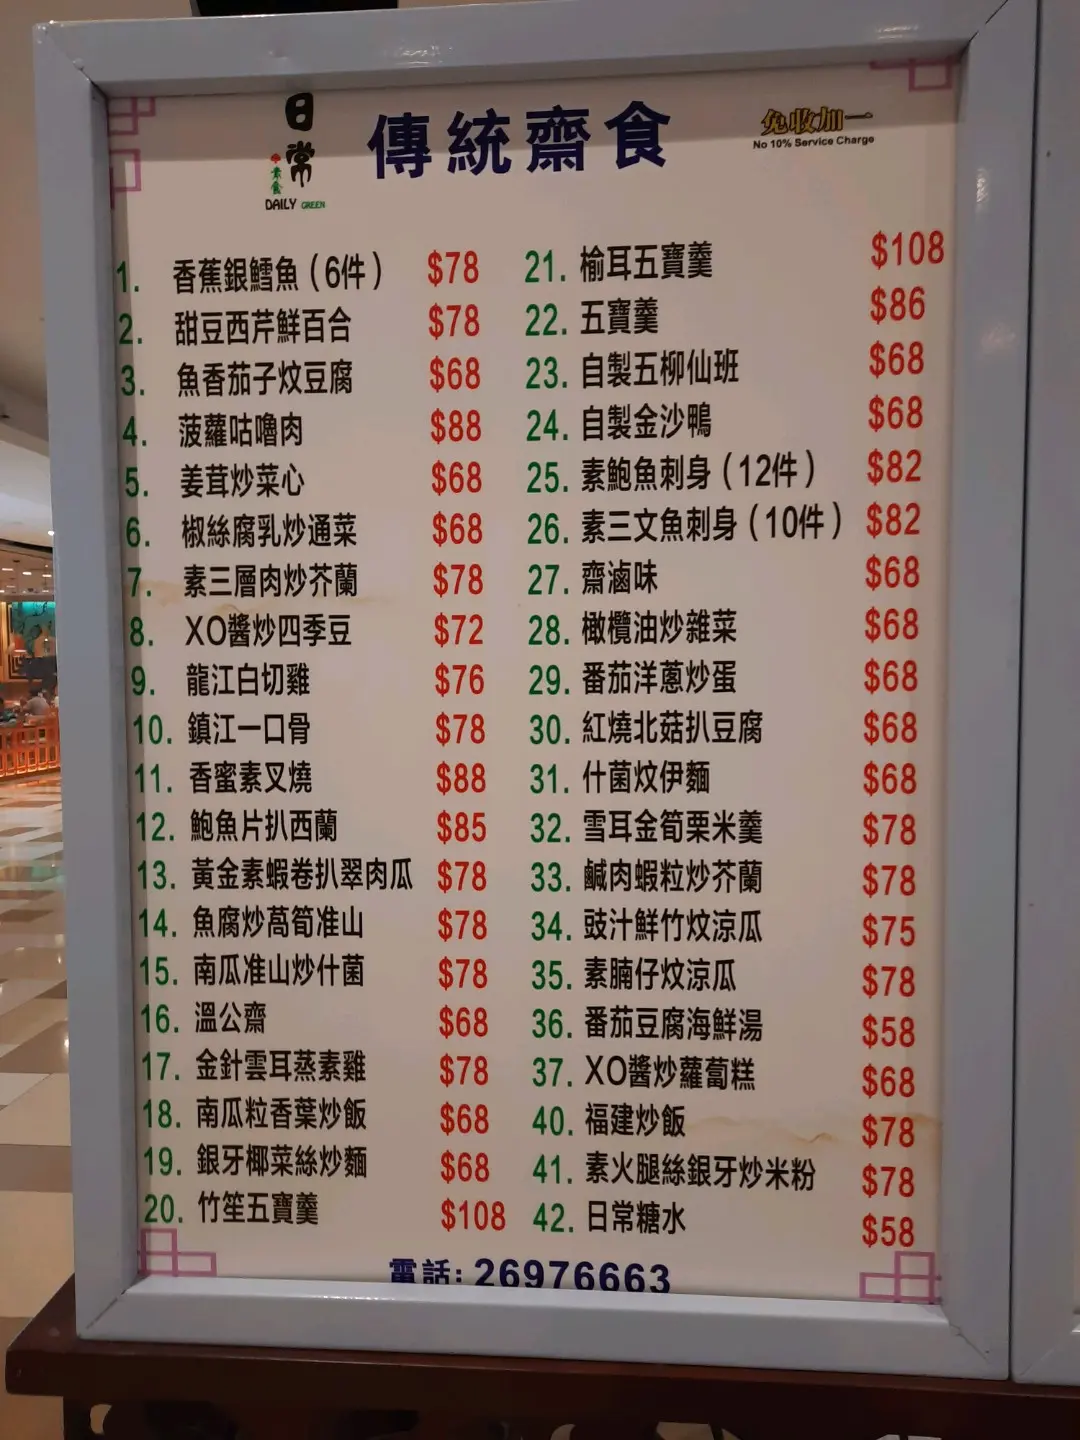 日常
素食
DAILY GREEN
傳統齋食
免收加一
No 10% Service Charge
1. 香蕉銀鱈魚（6件） $78
2. 甜豆西芹鮮百合 $78
3. 魚香茄子炆豆腐 $68
4. 菠蘿咕嚕肉 $88
5. 姜茸炒菜心 $68
6. 椒絲腐乳炒通菜 $68
7. 素三層肉炒芥蘭 $78
8. XO醬炒四季豆 $72
9. 龍江白切雞 $76
10. 鎮江一口骨 $78
11. 香蜜素叉燒 $88
12. 鮑魚片扒西蘭 $85
13. 黃金素蝦卷扒翠肉瓜 $78
14. 魚腐炒萵筍准山 $78
15. 南瓜准山炒什菌 $78
16. 溫公齋 $68
17. 金針雲耳蒸素雞 $78
18. 南瓜粒香葉炒飯 $68
19. 銀牙椰菜絲炒麵 $68
20. 竹笙五寶羹 $108
21. 榆耳五寶羹 $108
22. 五寶羹 $86
23. 自製五柳仙班 $68
24. 自製金沙鴨 $68
25. 素鮑魚刺身（12件） $82
26. 素三文魚刺身（10件） $82
27. 齋滷味 $68
28. 橄欖油炒雜菜 $68
29. 番茄洋蔥炒蛋 $68
30. 紅燒北菇扒豆腐 $68
31. 什菌炆伊麵 $68
32. 雪耳金筍栗米羹 $78
33. 鹹肉蝦粒炒芥蘭 $78
34. 豉汁鮮竹炆涼瓜 $75
35. 素腩仔炆涼瓜 $78
36. 番茄豆腐海鮮湯 $58
37. XO醬炒蘿蔔糕 $68
40. 福建炒飯 $78
41. 素火腿絲銀牙炒米粉 $78
42. 日常糖水 $58
電話: 26976663